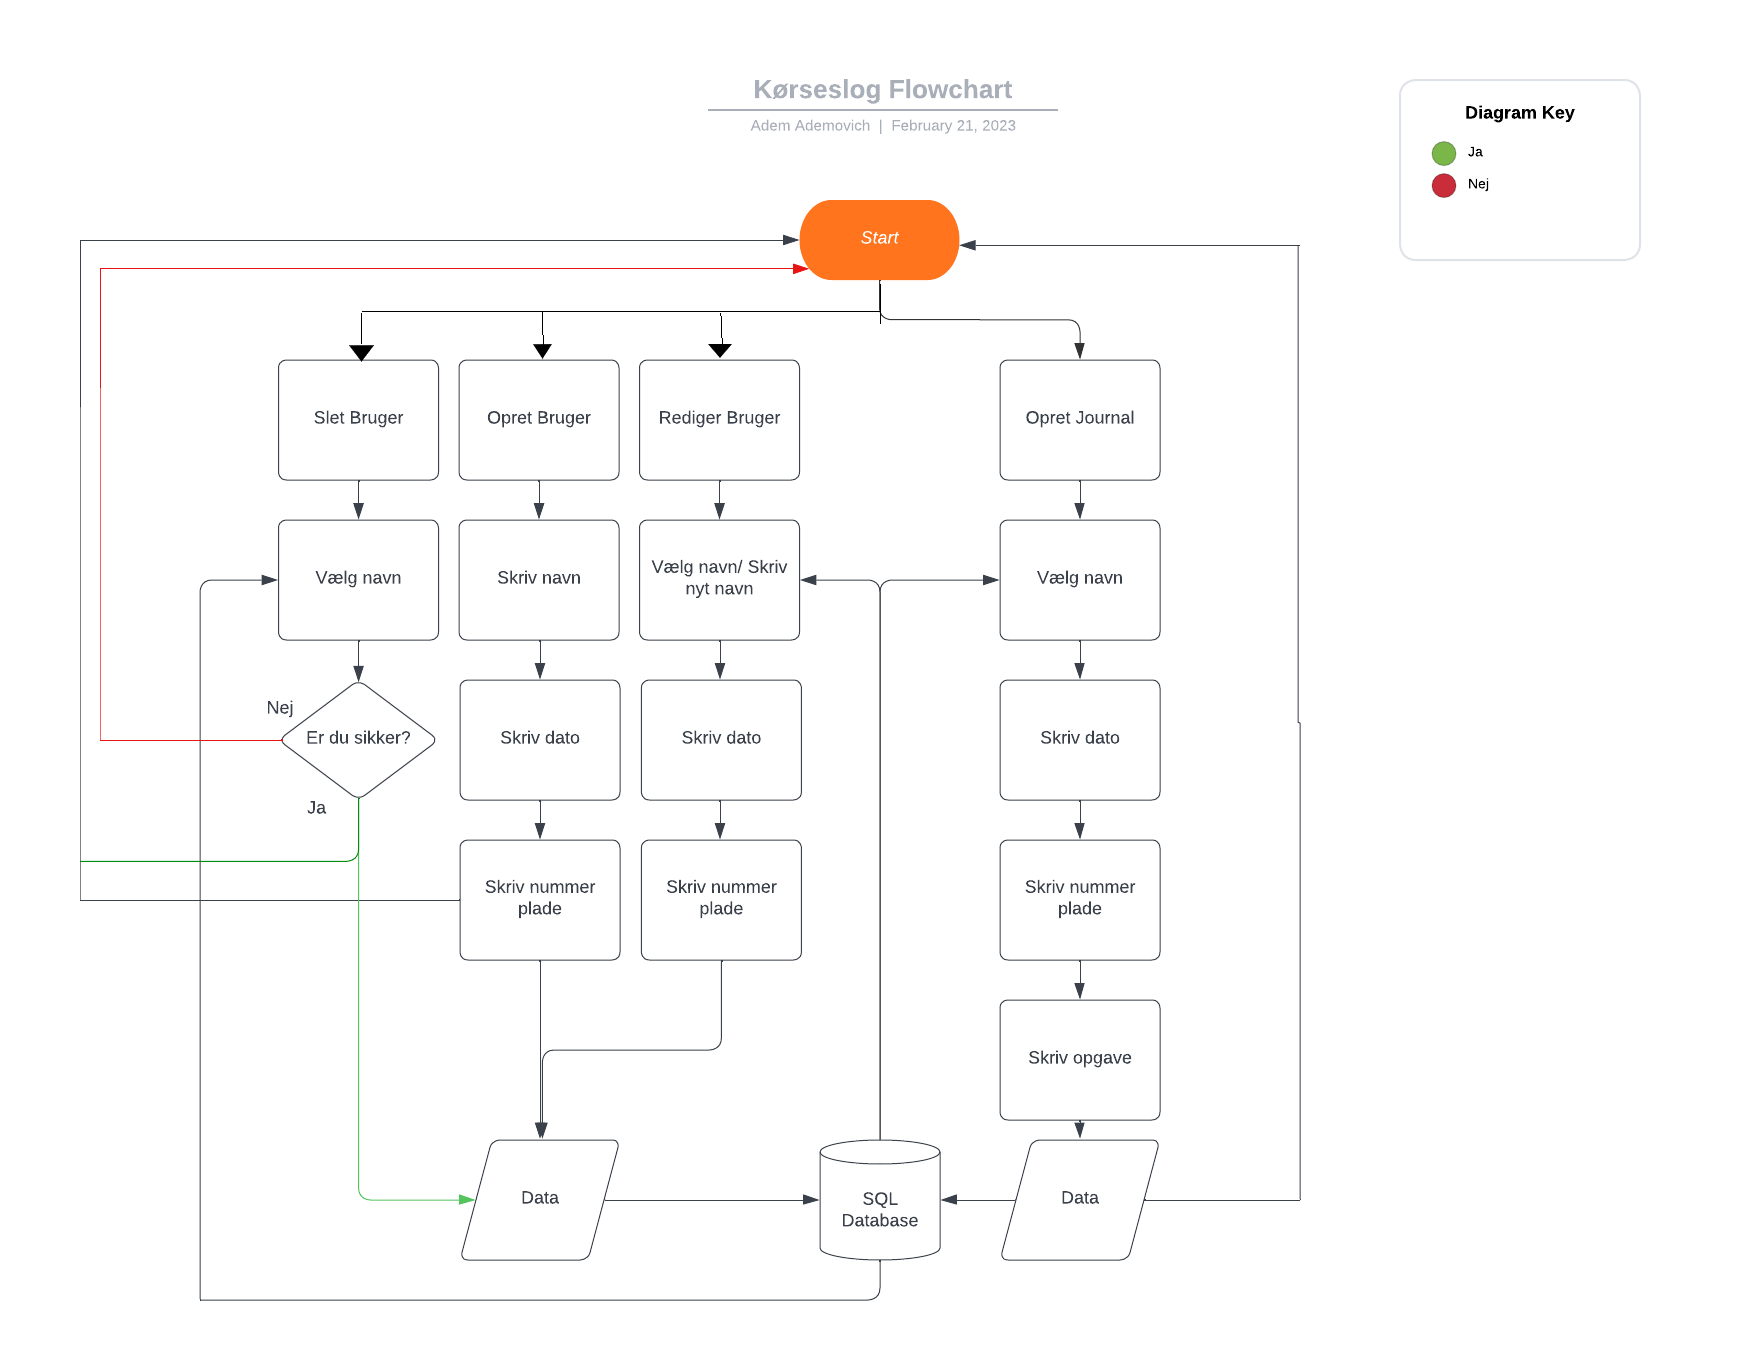 Kørseslog Flowchart
Adem Ademovich | February 21, 2023
Diagram Key
Ja
Nej
Start
Slet Bruger
Opret Bruger
Rediger Bruger
Opret Journal
Vælg navn
Skriv navn
Vælg navn/ Skriv
nyt navn
Vælg navn
Nej
Er du sikker?
Ja
Skriv dato
Skriv dato
Skriv dato
Skriv nummer
plade
Skriv nummer
plade
Skriv nummer
plade
Skriv opgave
Data
SQL
Database
Data